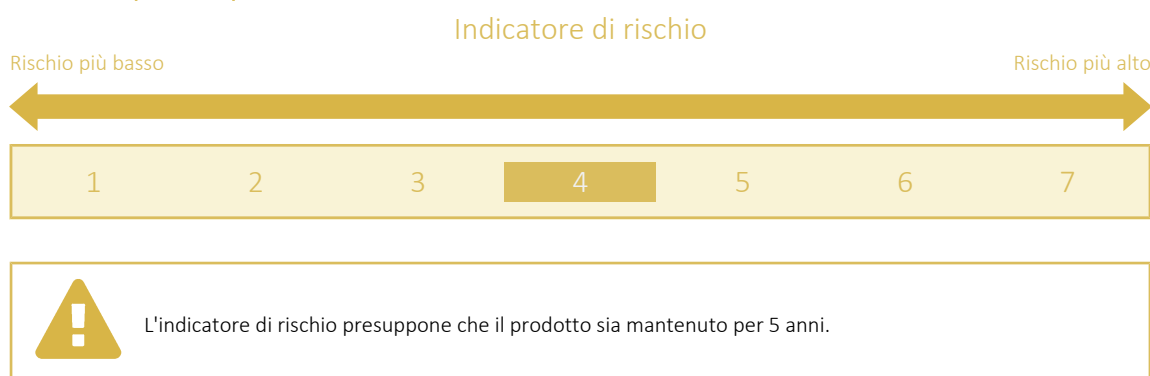 Indicatore di rischio
Rischio più basso Rischio più alto
1 2 3 4 5 6 7
L'indicatore di rischio presuppone che il prodotto sia mantenuto per 5 anni.